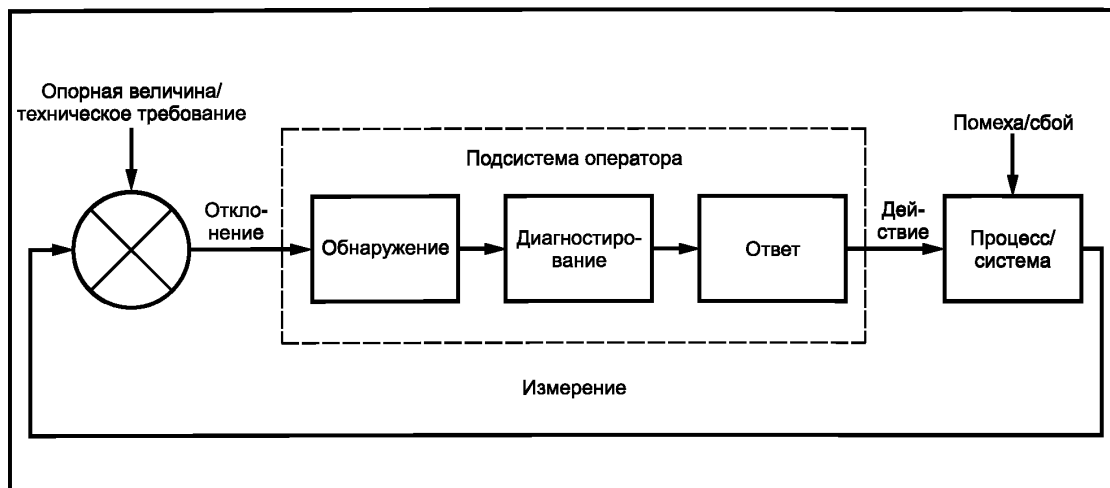 Опорная величина/
техническое требование
Помеха/сбой
Подсистема оператора
Откло-
нение
Обнаружение
Диагностиро-
вание
Ответ
Дей-
ствие
Процесс/
система
Измерение